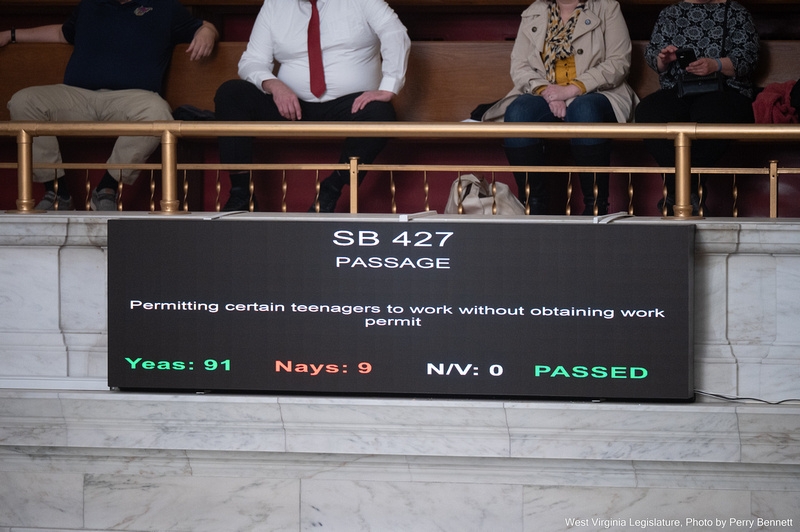 SB 427
PASSAGE
Permitting certain teenagers to work without obtaining work
permit
Yeas: 91 Nays: 9 N/V: 0 PASSED
West Virginia Legislature, Photo by Perry Bennett